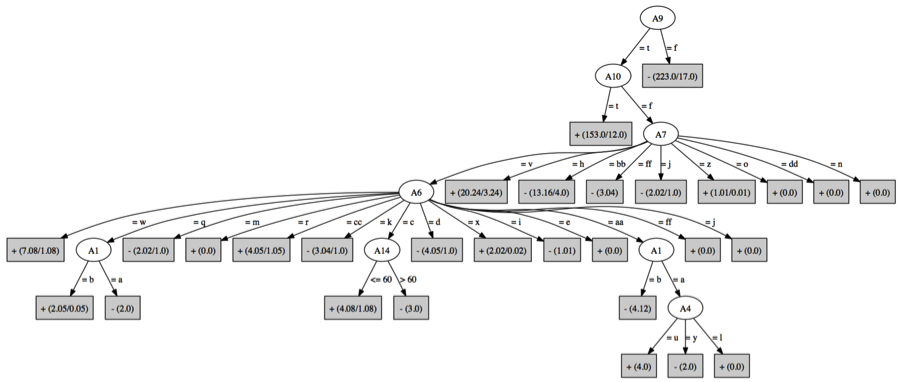 A9
= t
= f
A10
- (223.0/17.0)
= t
= f
+ (153.0/12.0)
A7
= v
= h
= bb
= ff
= j
= z
= o
= dd
= n
A6
+ (20.24/3.24)
- (13.16/4.0)
- (3.04)
- (2.02/1.0)
+ (1.01/0.01)
+ (0.0)
+ (0.0)
+ (0.0)
= w
= q
= m
= r
= cc
= k
= c
= d
= x
= i
= e
= aa
= ff
= j
+ (7.08/1.08)
A1
- (2.02/1.0)
+ (0.0)
+ (4.05/1.05)
- (3.04/1.0)
A14
- (4.05/1.0)
+ (2.02/0.02)
- (1.01)
+ (0.0)
A1
+ (0.0)
+ (0.0)
= b
= a
<= 60
> 60
= b
= a
+ (2.05/0.05)
- (2.0)
+ (4.08/1.08)
- (3.0)
- (4.12)
A4
= u
= y
= l
+ (4.0)
- (2.0)
+ (0.0)